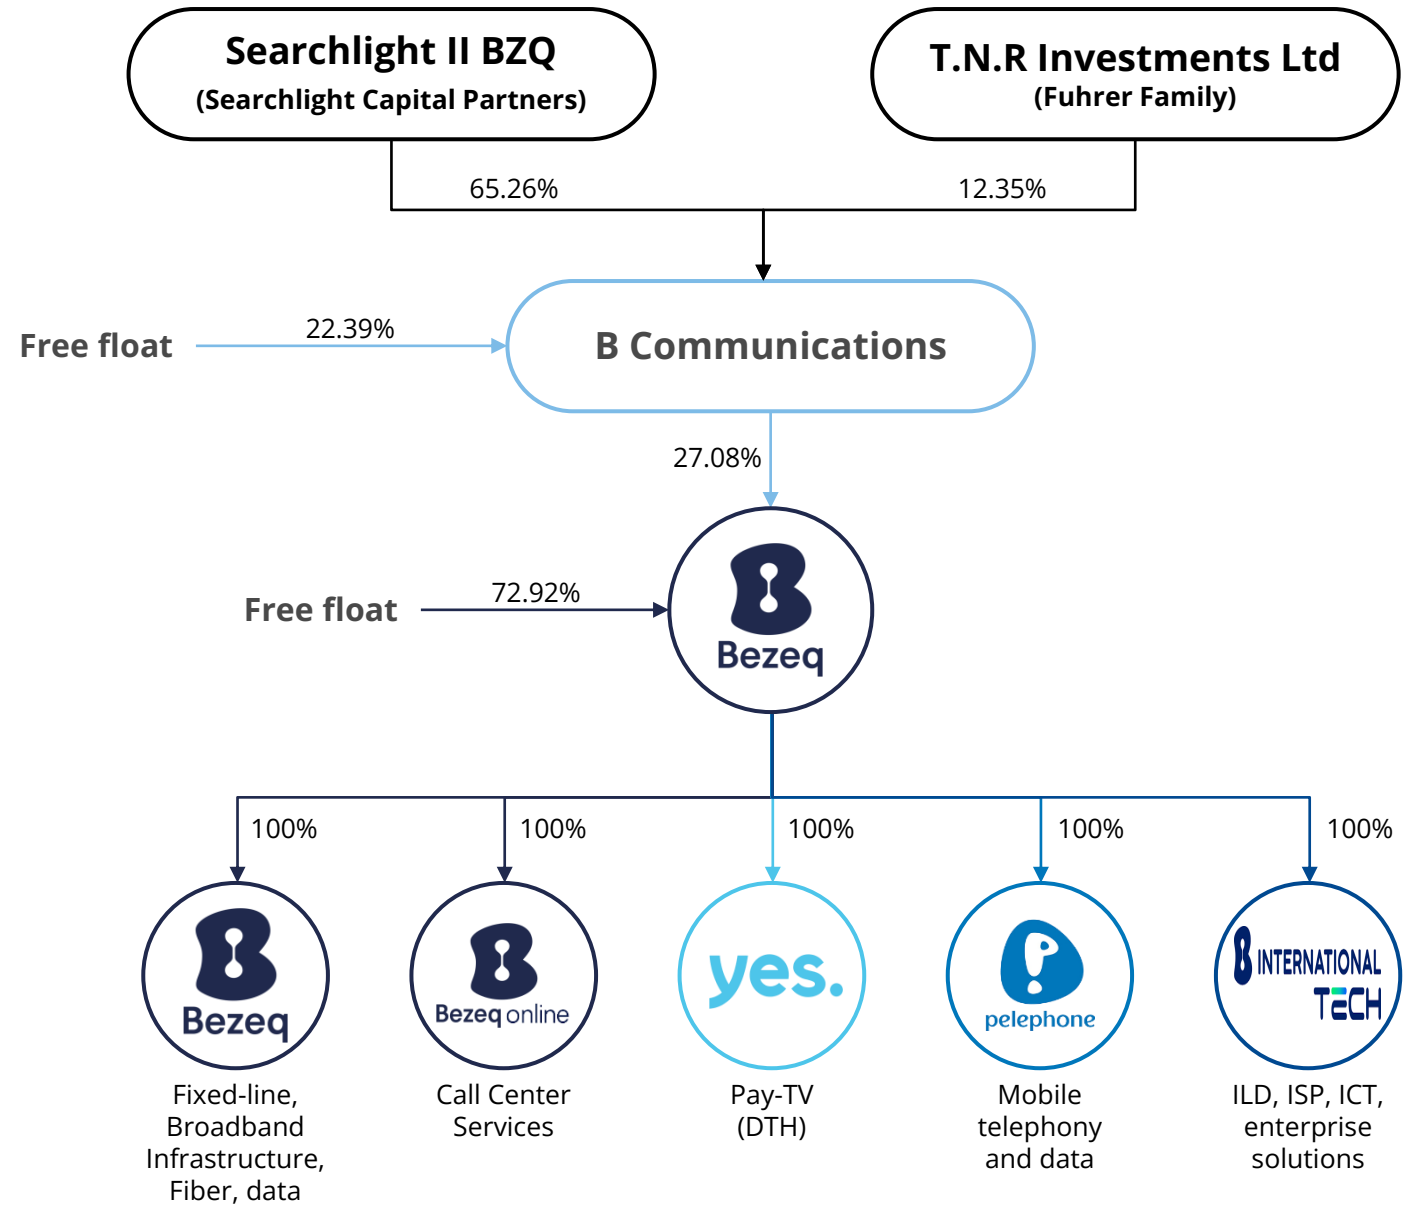 Searchlight II BZQ
(Searchlight Capital Partners)
T.N.R Investments Ltd
(Fuhrer Family)
65.26%
12.35%
Free float
22.39%
B Communications
27.08%
Free float
72.92%
Bezeq
100%
100%
100%
100%
100%
Bezeq
Bezeq online
yes.
pelephone
B INTERNATIONAL
TECH
Fixed-line,
Broadband
Infrastructure,
Fiber, data
Call Center
Services
Pay-TV
(DTH)
Mobile
telephony
and data
ILD, ISP, ICT,
enterprise
solutions